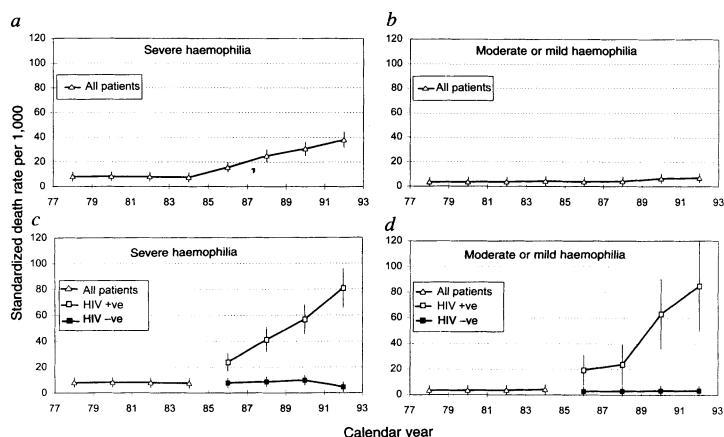 a
Severe haemophilia
120
100
80
60
40
20
0
All patients
77 79 81 83 85 87 89 91 93
b
Moderate or mild haemophilia
120
100
80
60
40
20
0
All patients
77 79 81 83 85 87 89 91 93
Standardized death rate per 1,000
c
Severe haemophilia
120
100
80
60
40
20
0
All patients
HIV +ve
HIV –ve
77 79 81 83 85 87 89 91 93
d
Moderate or mild haemophilia
120
100
80
60
40
20
0
All patients
HIV +ve
HIV –ve
77 79 81 83 85 87 89 91 93
Calendar year